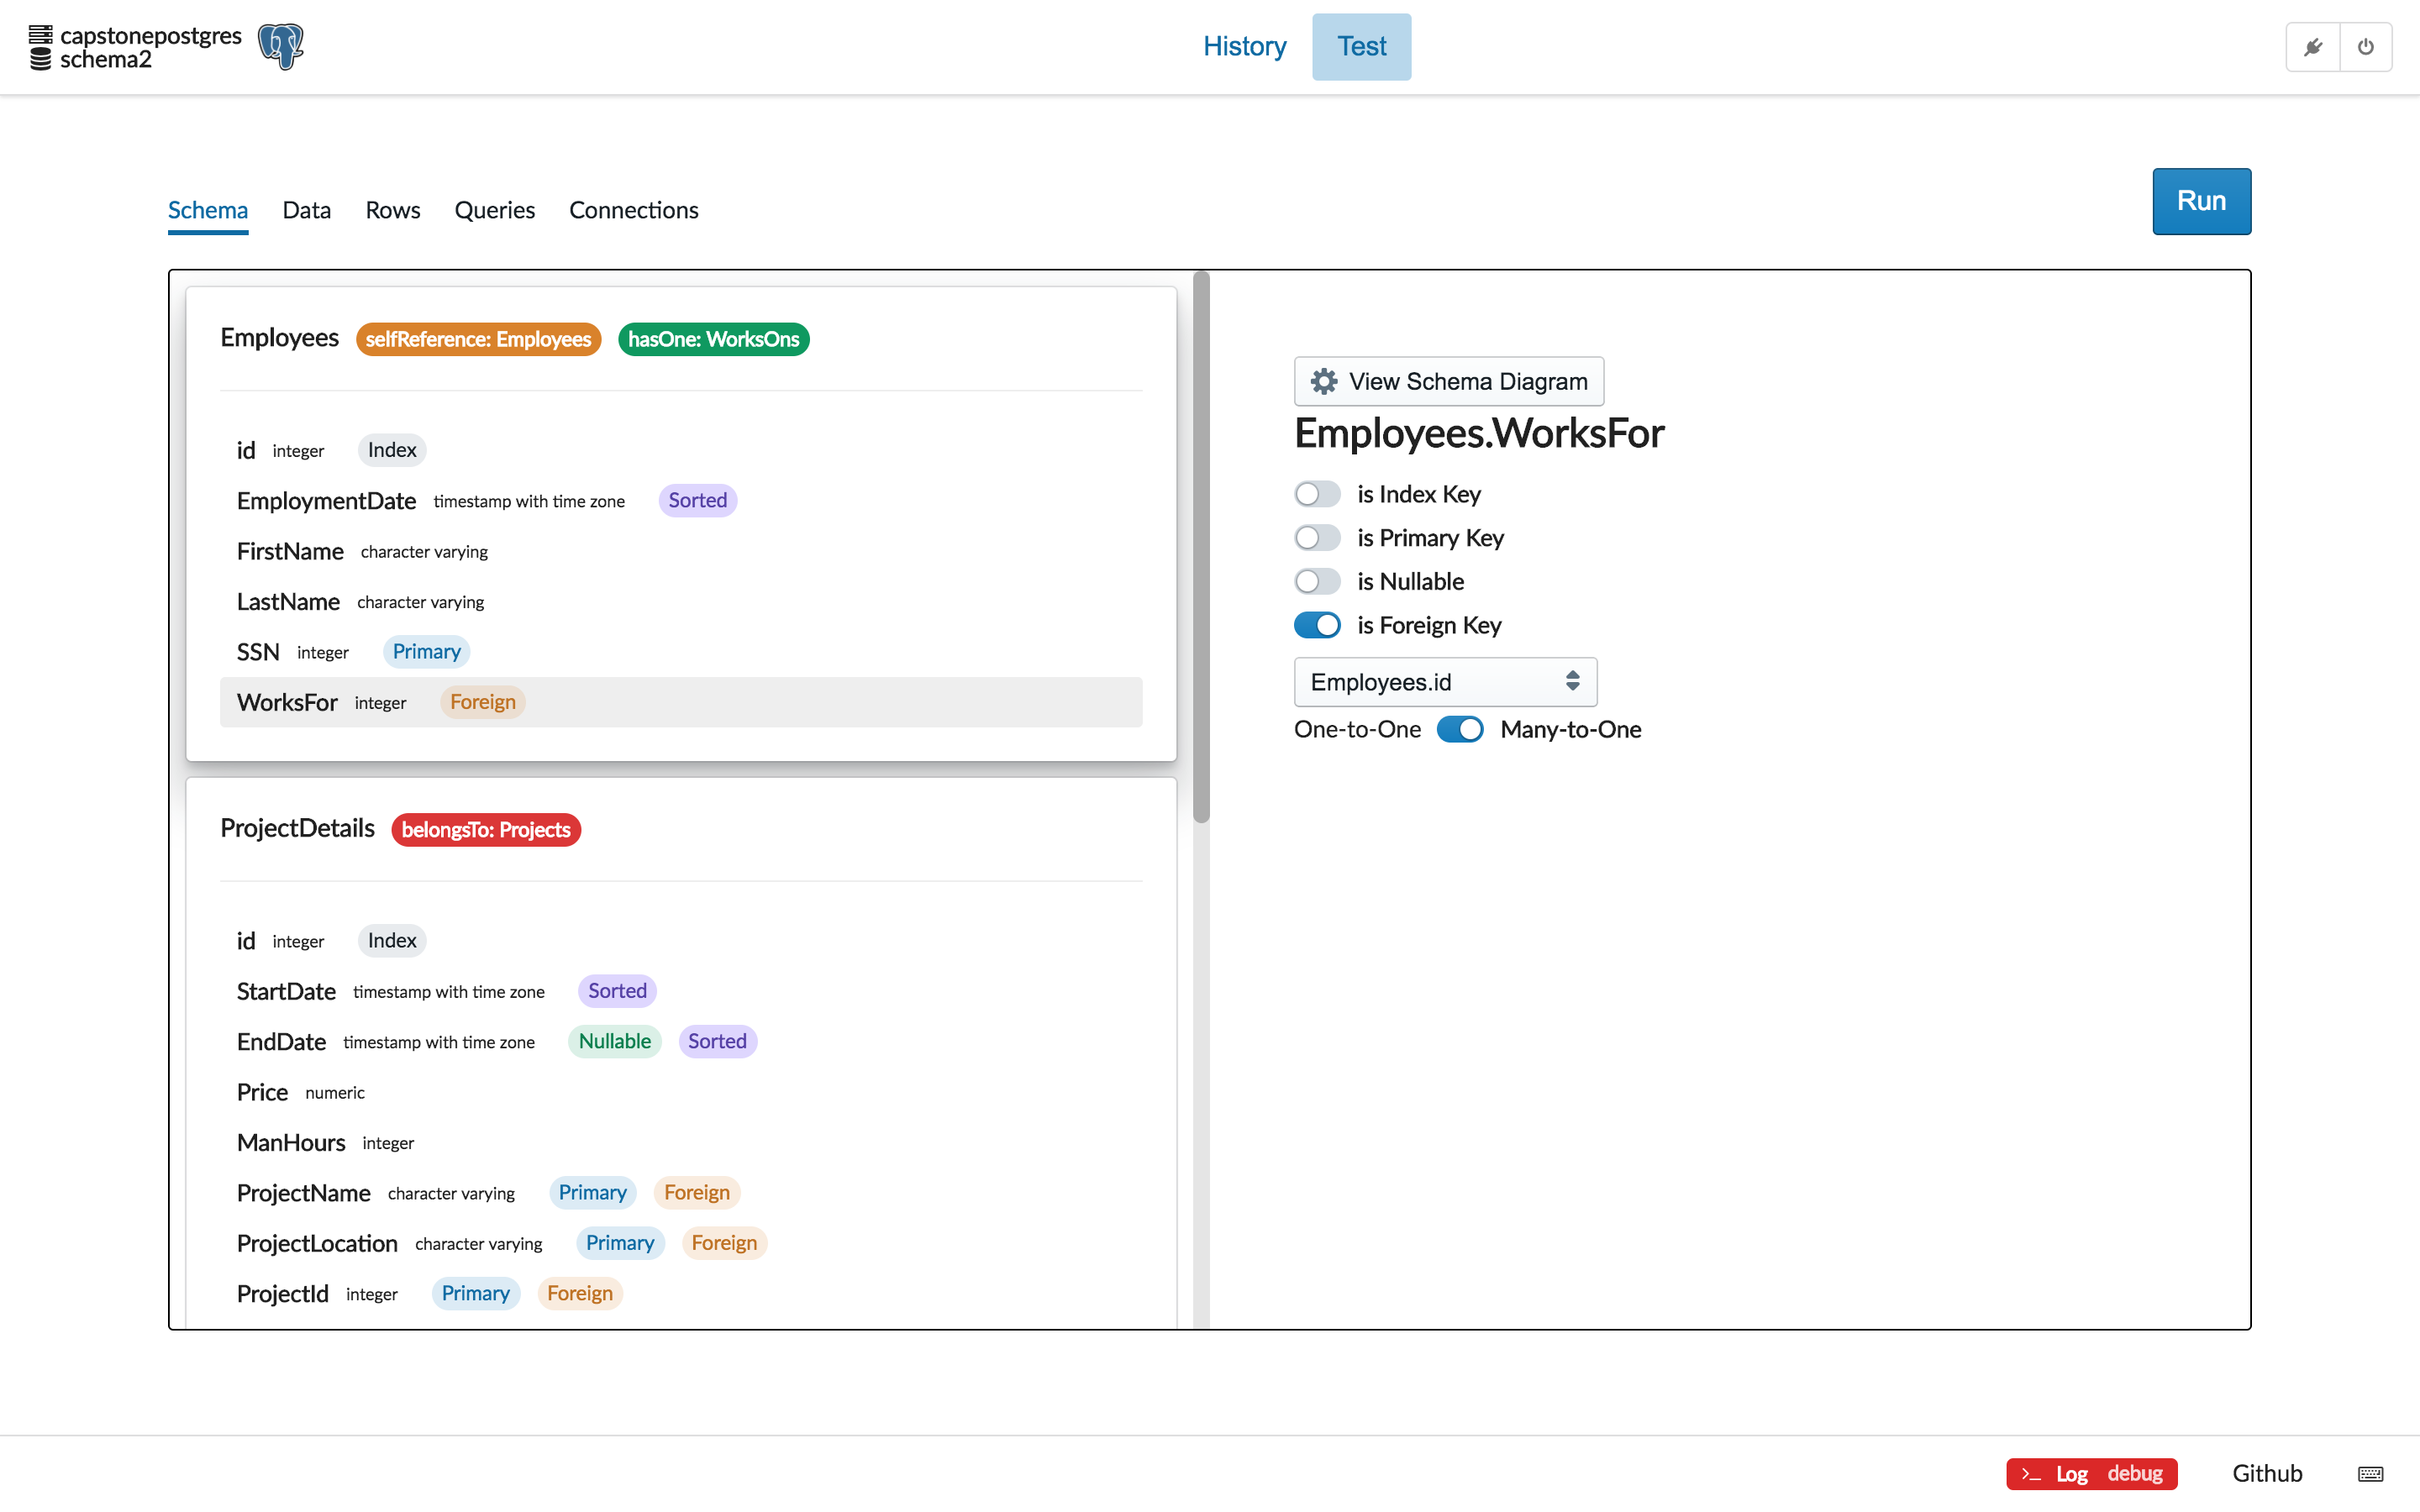 capstonepostgres
schema2
History Test
Schema Data Rows Queries Connections
Run
Employees selfReference: Employees hasOne: WorksOns
id integer Index
EmploymentDate timestamp with time zone Sorted
FirstName character varying
LastName character varying
SSN integer Primary
WorksFor integer Foreign
ProjectDetails belongsTo: Projects
id integer Index
StartDate timestamp with time zone Sorted
EndDate timestamp with time zone Nullable Sorted
Price numeric
ManHours integer
ProjectName character varying Primary Foreign
ProjectLocation character varying Primary Foreign
ProjectId integer Primary Foreign
View Schema Diagram
Employees.WorksFor
is Index Key
is Primary Key
is Nullable
is Foreign Key
Employees.id
One-to-One Many-to-One
>_ Log debug Github